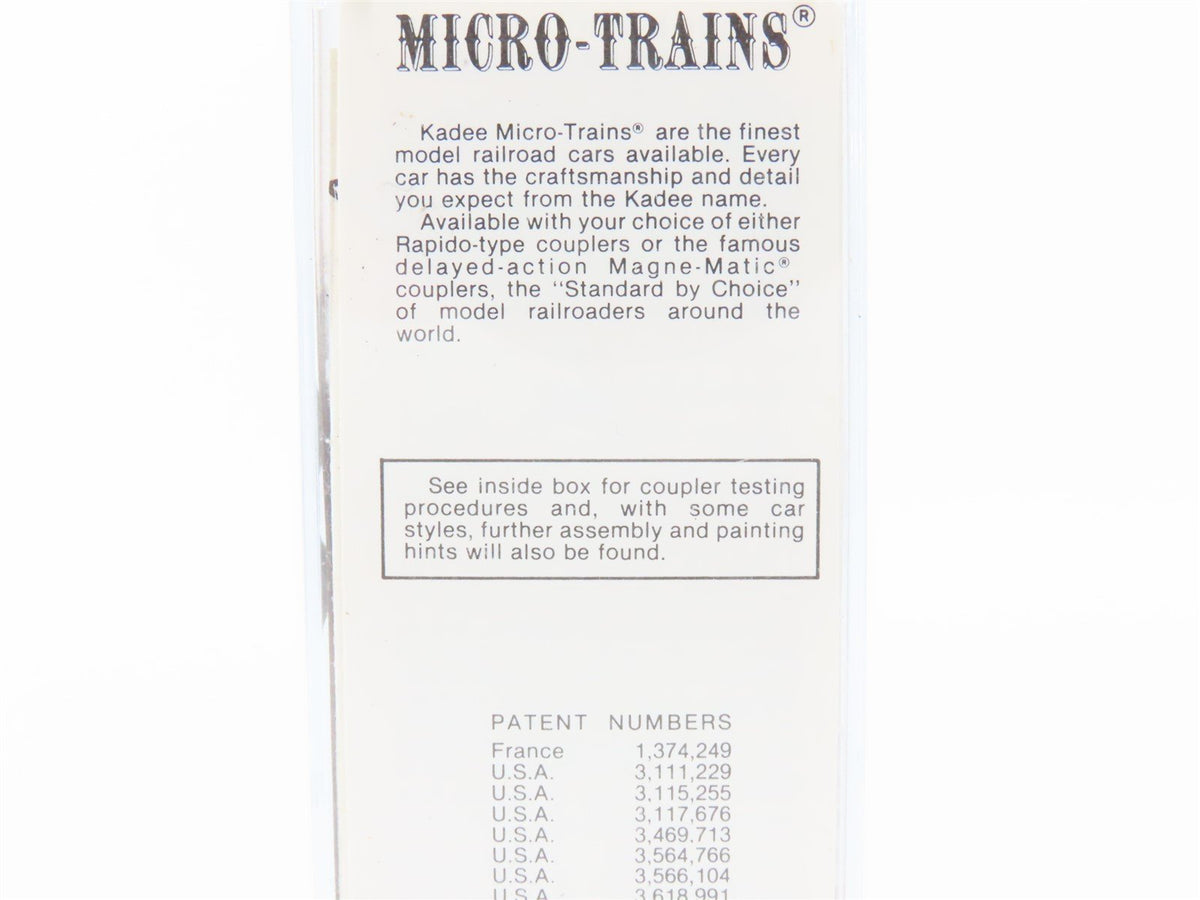 MICRO-TRAINS®
Kadee Micro-Trains® are the finest
model railroad cars available. Every
car has the craftsmanship and detail
you expect from the Kadee name.
Available with your choice of either
Rapido-type couplers or the famous
delayed-action Magne-Matic®
couplers, the "Standard by Choice"
of model railroaders around the
world.
See inside box for coupler testing
procedures and, with some car
styles, further assembly and painting
hints will also be found.
PATENT NUMBERS
France 1,374,249
U.S.A. 3,111,229
U.S.A. 3,115,255
U.S.A. 3,117,676
U.S.A. 3,469,713
U.S.A. 3,564,766
U.S.A. 3,566,104
U.S.A. 3,618,991